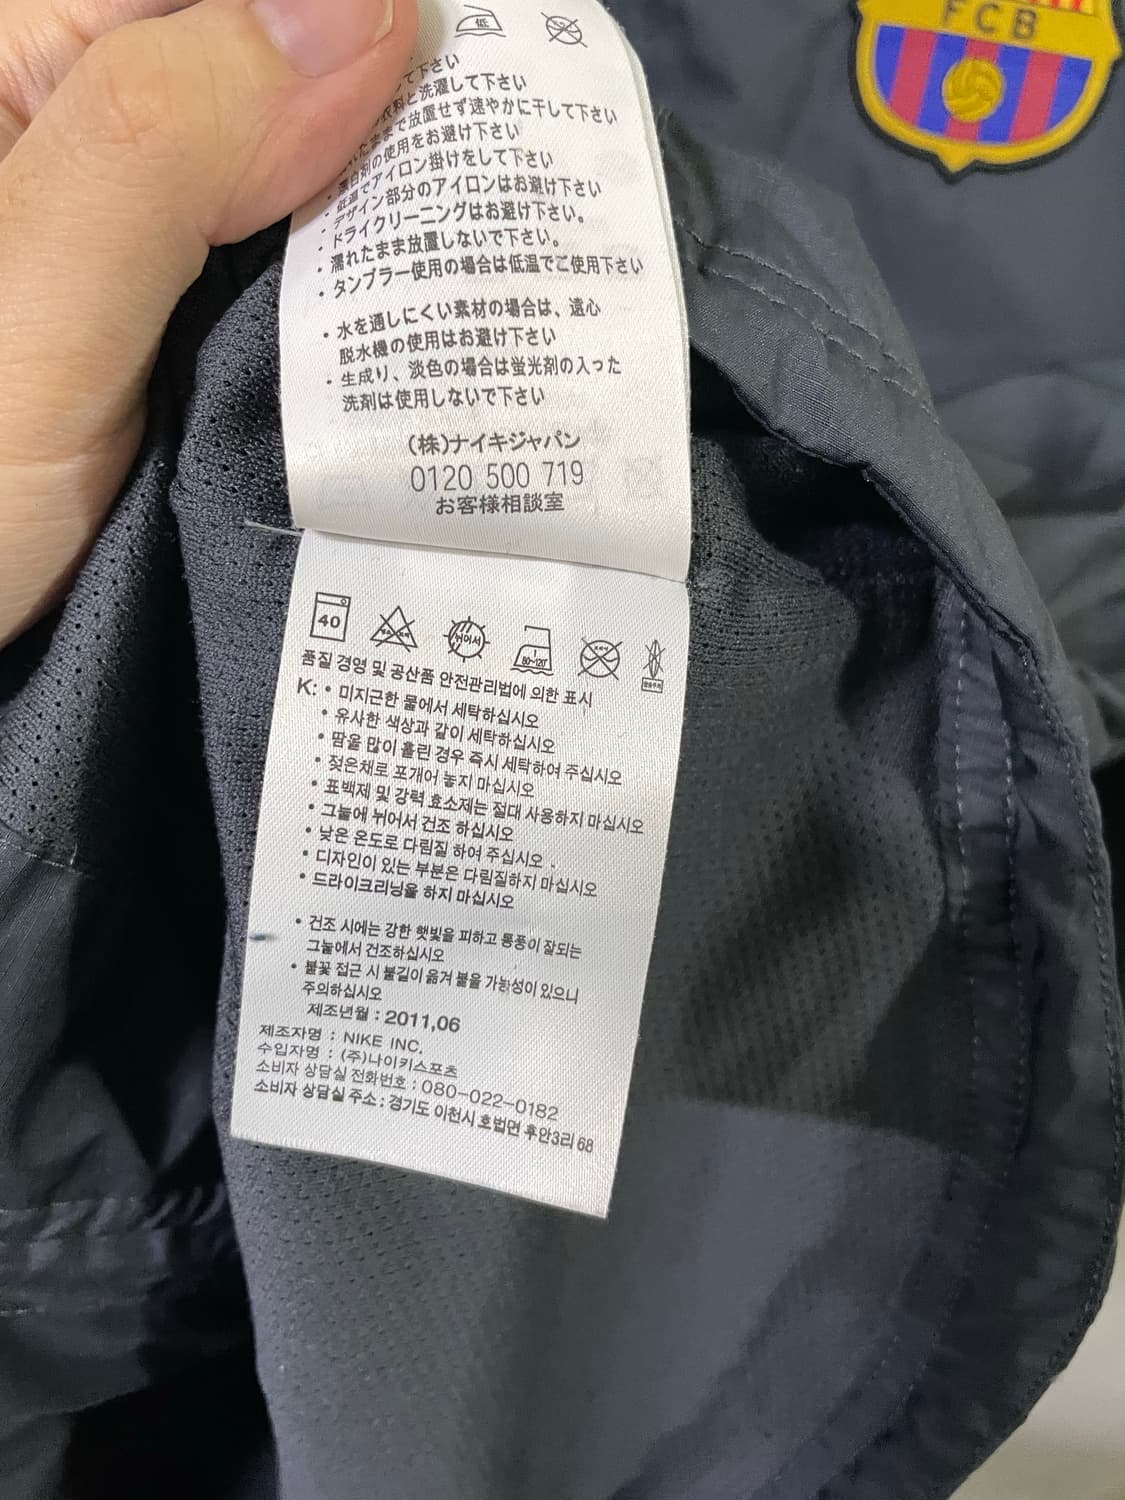 低
FCB
て下さい
衣料と洗濯して下さい
たままで放置せず速やかに干して下さい
漂白剤の使用をお避け下さい
・低温でアイロン掛けをして下さい
・デザイン部分のアイロンはお避け下さい
・ドライクリーニングはお避け下さい。
・濡れたまま放置しないで下さい。
・タンブラー使用の場合は低温でご使用下さい
・水を通しにくい素材の場合は、遠心
脱水機の使用はお避け下さい
・生成り、淡色の場合は蛍光剤の入った
洗剤は使用しないで下さい
(株)ナイキジャパン
0120 500 719
お客様相談室
40 뉘어서 80~120
품질 경영 및 공산품 안전관리법에 의한 표시
K: • 미지근한 물에서 세탁하십시오
• 유사한 색상과 같이 세탁하십시오
• 땀을 많이 흘린 경우 즉시 세탁하여 주십시오
• 젖은채로 포개어 놓지 마십시오
• 표백제 및 강력 효소제는 절대 사용하지 마십시오
• 그늘에 뉘어서 건조 하십시오
• 낮은 온도로 다림질 하여 주십시오 .
• 디자인이 있는 부분은 다림질하지 마십시오
• 드라이크리닝을 하지 마십시오
• 건조 시에는 강한 햇빛을 피하고 통풍이 잘되는
그늘에서 건조하십시오
• 불꽃 접근 시 불길이 옮겨 붙을 가능성이 있으니
주의하십시오
제조년월 : 2011,06
제조자명 : NIKE INC,
수입자명 : (주)나이키스포츠
소비자 상담실 전화번호 : 080-022-0182
소비자 상담실 주소 : 경기도 이천시 호법면 후안3리 68